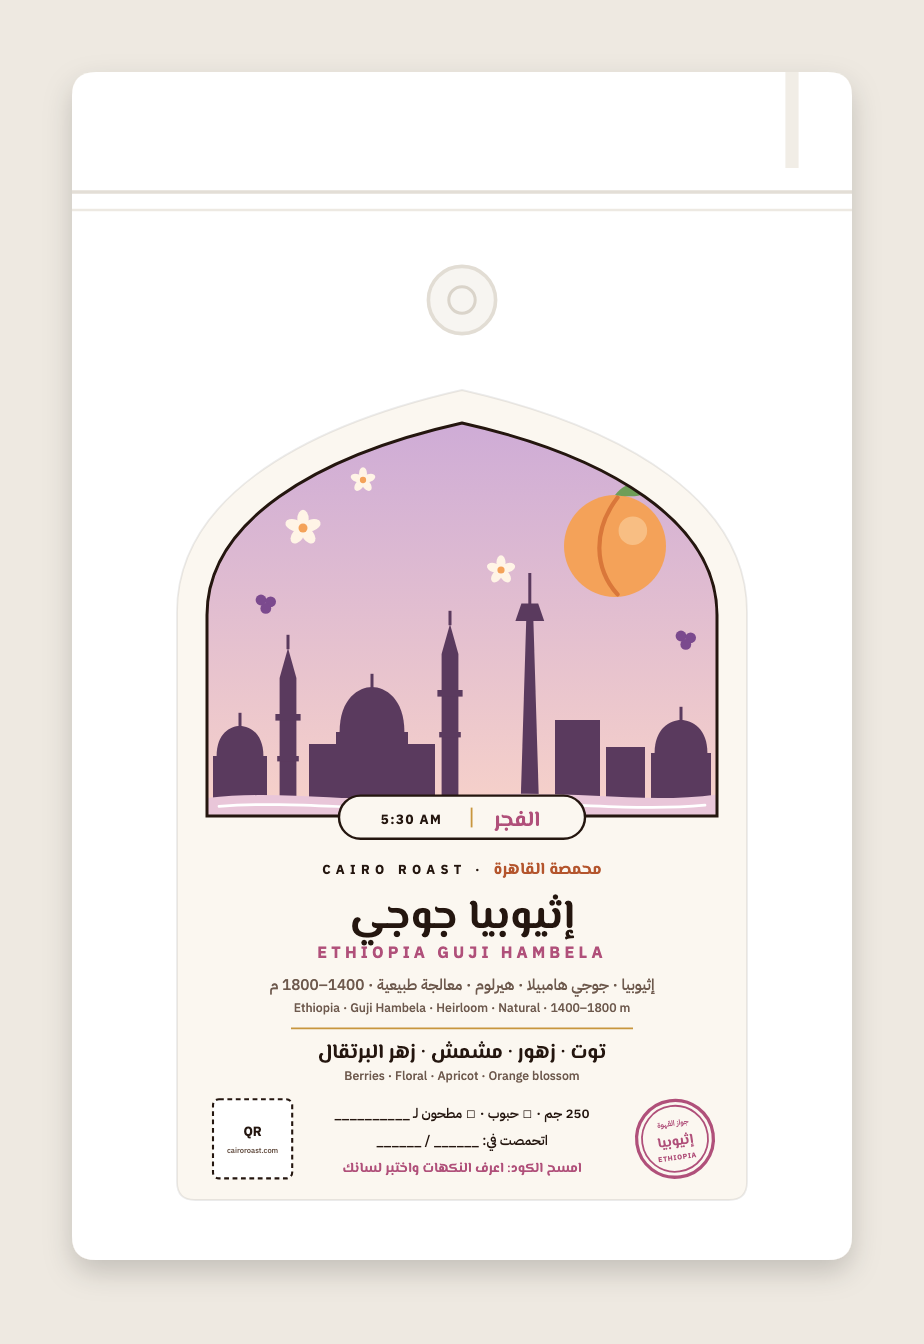 5:30 AM | الفجر
CAIRO ROAST · محمصة القاهرة
إثيوبيا جوجي
ETHIOPIA GUJI HAMBELA
إثيوبيا · جوجي هامبيلا · هيرلوم · معالجة طبيعية · 1400–1800 م
Ethiopia · Guji Hambela · Heirloom · Natural · 1400–1800 m
توت · زهور · مشمش · زهر البرتقال
Berries · Floral · Apricot · Orange blossom
250 جم · □ حبوب · □ مطحون لـ __________
اتحمصت في: ______ / ______
امسح الكود: اعرف النكهات واختبر لسانك
QR
cairoroast.com
جواز القهوة
إثيوبيا
ETHIOPIA